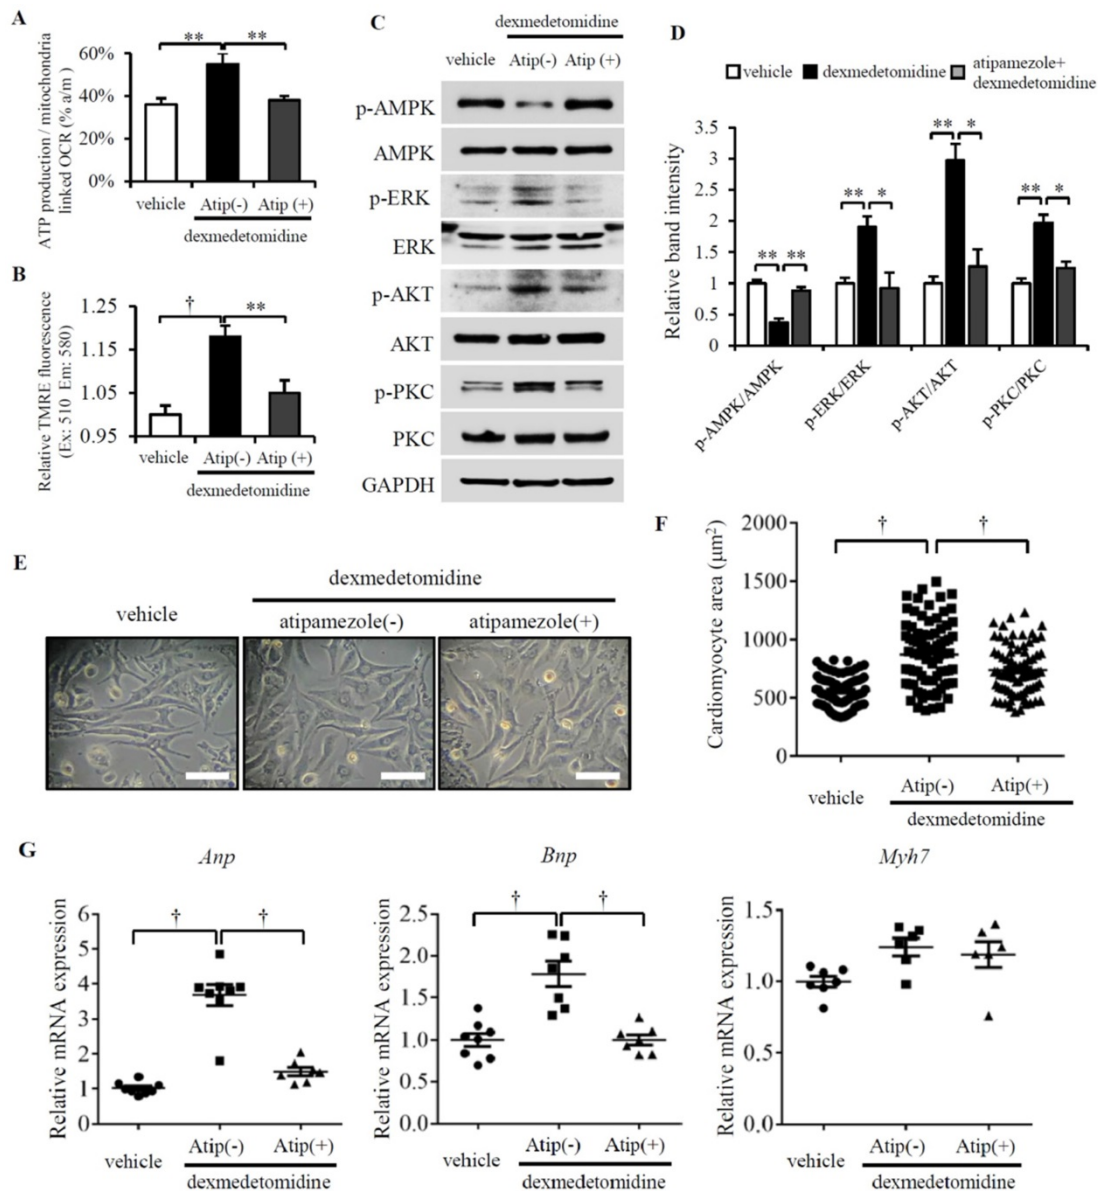 A
ATP production / mitochondria
linked OCR (% a/m )
60%
40%
20%
0%
** **
vehicle Atip(-) Atip (+)
dexmedetomidine
B
Relative TMRE fluorescence
(Ex: 510 Em: 580)
1.25
1.15
1.05
0.95
† **
vehicle Atip(-) Atip (+)
dexmedetomidine
C
dexmedetomidine
vehicle Atip(-) Atip (+)
p-AMPK
AMPK
p-ERK
ERK
p-AKT
AKT
p-PKC
PKC
GAPDH
D
vehicle dexmedetomidine atipamezole+
dexmedetomidine
Relative band intensity
3.5
3
2.5
2
1.5
1
0.5
0
** **
** *
** *
** *
p-AMPK/AMPK
p-ERK/ERK
p-AKT/AKT
p-PKC/PKC
E
dexmedetomidine
vehicle
atipamezole(-) atipamezole(+)
F
Cardiomyocyte area (μm²)
2000
1500
1000
500
0
† †
vehicle Atip(-) Atip(+)
dexmedetomidine
G
Anp
Relative mRNA expression
6
5
4
3
2
1
0
† †
vehicle Atip(-) Atip(+)
dexmedetomidine
Bnp
Relative mRNA expression
2.5
2.0
1.5
1.0
0.5
0.0
† †
vehicle Atip(-) Atip(+)
dexmedetomidine
Myh7
Relative mRNA expression
1.5
1.0
0.5
0.0
vehicle Atip(-) Atip(+)
dexmedetomidine